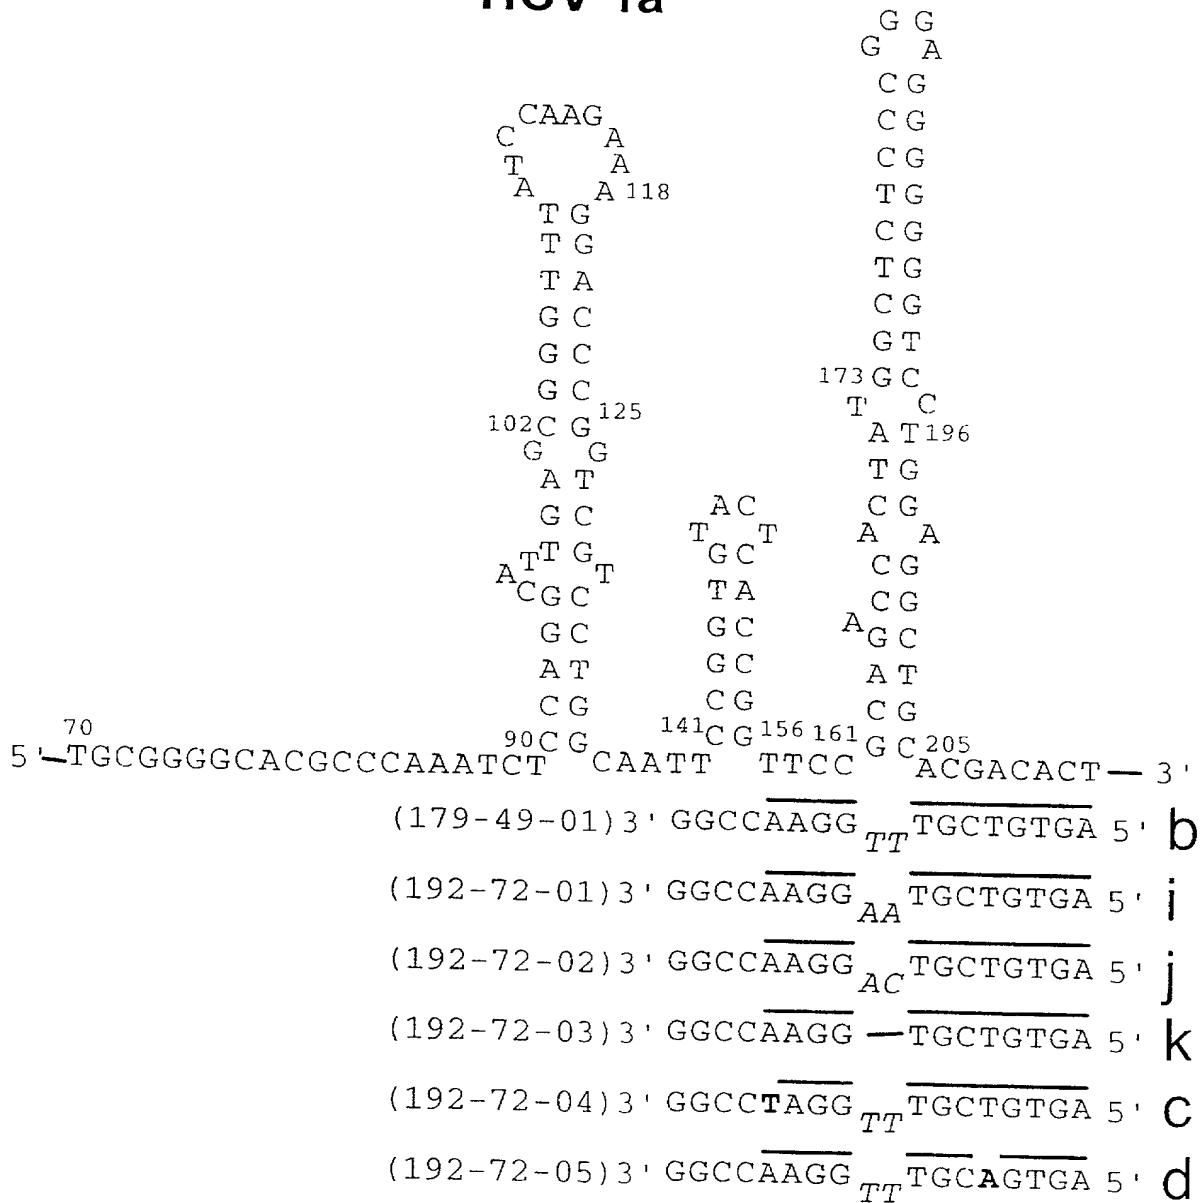 HCV 1a
G G
G A
C G
CCAAG C G
C A
T A C G
A A 118 T G
T G C G
T G T G
T A C G
G C G T
G C 173 G C
G C T C
102 C G 125 A T 196
G G T G
A T A C C G
G C T T A A
T T G T G C C G
A C G C T T A C G
G C G C A G C
A T G C A T
C G C G C G
5'-TGCGGGGCACGCCCAAATCT 90 C G CAATT 141 C G 156 TTCC 161 G C 205 ACGACACT-3'
70
(179-49-01)3' GGCCAAGG TT TGCTGTGA 5' b
(192-72-01)3' GGCCAAGG AA TGCTGTGA 5' i
(192-72-02)3' GGCCAAGG AC TGCTGTGA 5' j
(192-72-03)3' GGCCAAGG — TGCTGTGA 5' k
(192-72-04)3' GGCCTAGG TT TGCTGTGA 5' c
(192-72-05)3' GGCCAAGG TT TGCAGTGA 5' d